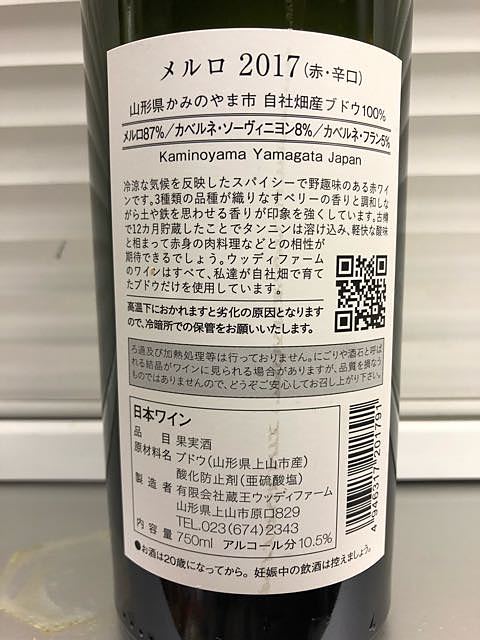 メルロ 2017(赤・辛口)
山形県かみのやま市 自社畑産ブドウ100%
メルロ87%/カベルネ・ソーヴィニヨン8%/カベルネ・フラン5%
Kaminoyama Yamagata Japan
冷涼な気候を反映したスパイシーで野趣味のある赤ワイ
ンです。3種類の品種が織りなすベリーの香りと調和しな
がら土や鉄を思わせる香りが印象を強くしています。古樽
で12カ月貯蔵したことでタンニンは溶け込み、軽快な酸味
と相まって赤身の肉料理などとの相性が
期待できるでしょう。ウッディファーム
のワインはすべて、私達が自社畑で育て
たブドウだけを使用しています。
高温下におかれますと劣化の原因となります
ので、冷暗所での保管をお願いいたします。
ろ過及び加熱処理等は行っておりません。にごりや酒石と呼ば
れる結晶がワインに見られる場合がありますが、品質を損なう
ものではありませんので、どうぞご安心してお召し上がり下さい。
日本ワイン
品目 果実酒
原材料名 ブドウ(山形県上山市産)
酸化防止剤(亜硫酸塩)
製造者 有限会社蔵王ウッディファーム
山形県上山市原口829
TEL.023(674)2343
内容量 750ml アルコール分 10.5%
●お酒は20歳になってから。妊娠中の飲酒は控えましょう。
4 946317 201791